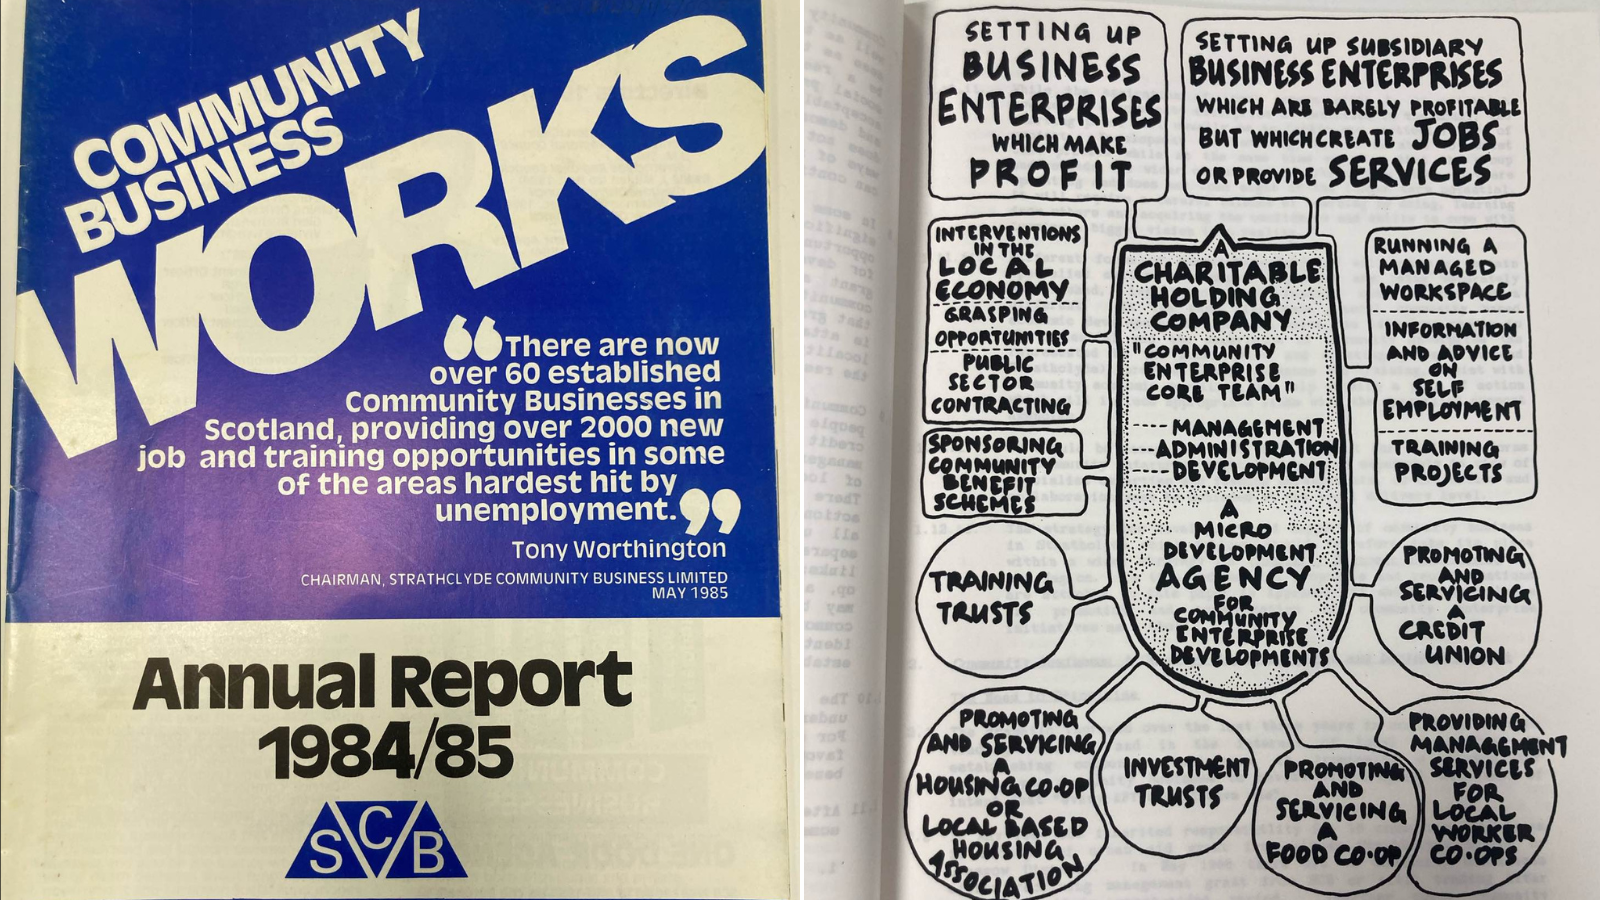 COMMUNITY
BUSINESS
WORKS
“There are now
over 60 established
Community Businesses in
Scotland, providing over 2000 new
job and training opportunities in some
of the areas hardest hit by
unemployment.”
Tony Worthington
CHAIRMAN, STRATHCLYDE COMMUNITY BUSINESS LIMITED
MAY 1985
Annual Report
1984/85
SCB
SETTING UP
BUSINESS
ENTERPRISES
WHICH MAKE
PROFIT
SETTING UP SUBSIDIARY
BUSINESS ENTERPRISES
WHICH ARE BARELY PROFITABLE
BUT WHICH CREATE JOBS
OR PROVIDE SERVICES
INTERVENTIONS
IN THE
LOCAL
ECONOMY
GRASPING
OPPORTUNITIES
PUBLIC
SECTOR
CONTRACTING
SPONSORING
COMMUNITY
BENEFIT
SCHEMES
A
CHARITABLE
HOLDING
COMPANY
"COMMUNITY
ENTERPRISE
CORE TEAM"
---- MANAGEMENT
--- ADMINISTRATION
---- DEVELOPMENT
A
MICRO
DEVELOPMENT
AGENCY
FOR
COMMUNITY
ENTERPRISE
DEVELOPMENTS
RUNNING A
MANAGED
WORKSPACE
INFORMATION
AND ADVICE
ON
SELF
EMPLOYMENT
TRAINING
PROJECTS
TRAINING
TRUSTS
PROMOTING
AND
SERVICING
A
CREDIT
UNION
PROMOTING
AND SERVICING
A
HOUSING CO-OP
OR
LOCAL BASED
HOUSING
ASSOCIATION
INVESTMENT
TRUSTS
PROMOTING
AND
SERVICING
A
FOOD CO-OP
PROVIDING
MANAGEMENT
SERVICES
FOR
LOCAL
WORKER
CO-OPS